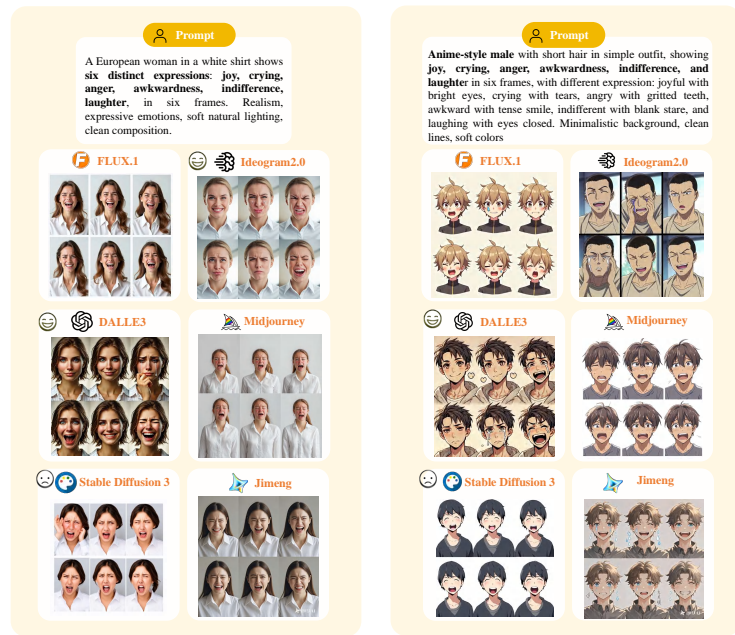 Prompt
A European woman in a white shirt shows
six distinct expressions: joy, crying,
anger, awkwardness, indifference,
laughter, in six frames. Realism,
expressive emotions, soft natural lighting,
clean composition.
FLUX.1
Ideogram2.0
DALLE3
Midjourney
Stable Diffusion 3
Jimeng
Prompt
Anime-style male with short hair in simple outfit, showing
joy, crying, anger, awkwardness, indifference, and
laughter in six frames, with different expression: joyful with
bright eyes, crying with tears, angry with gritted teeth,
awkward with tense smile, indifferent with blank stare, and
laughing with eyes closed. Minimalistic background, clean
lines, soft colors
FLUX.1
Ideogram2.0
DALLE3
Midjourney
Stable Diffusion 3
Jimeng